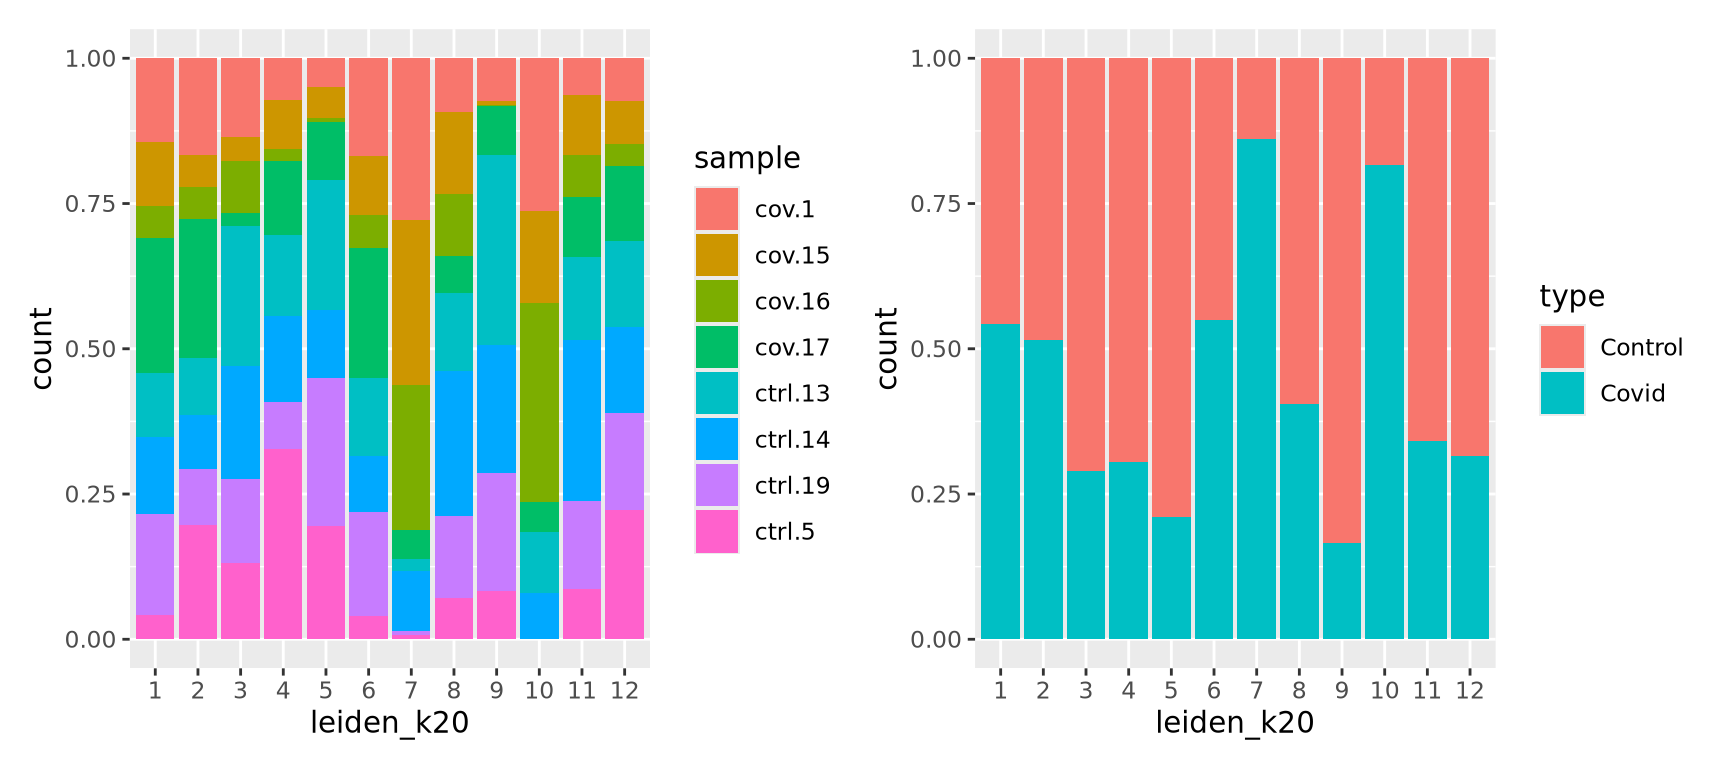 1.00
0.75
0.50
0.25
0.00
count
1 2 3 4 5 6 7 8 9 10 11 12
leiden_k20
sample
cov.1
cov.15
cov.16
cov.17
ctrl.13
ctrl.14
ctrl.19
ctrl.5
1.00
0.75
0.50
0.25
0.00
count
1 2 3 4 5 6 7 8 9 10 11 12
leiden_k20
type
Control
Covid